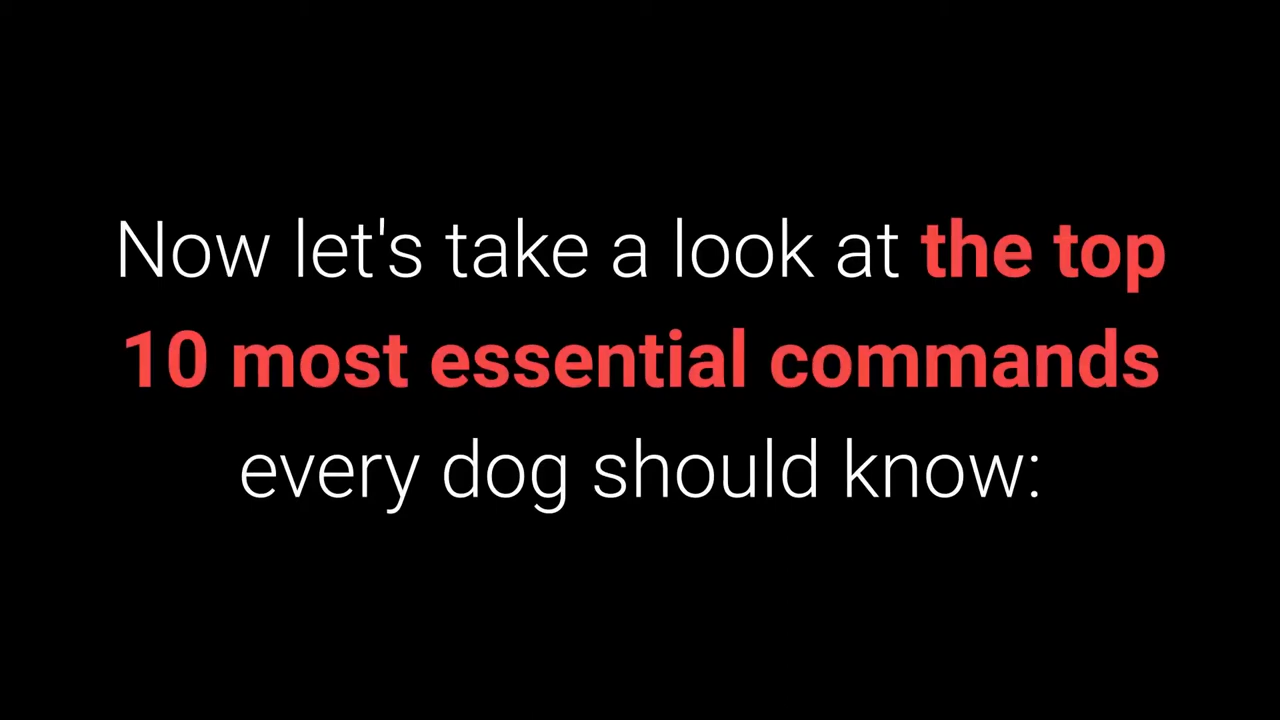 Now let's take a look at the top
10 most essential commands
every dog should know: